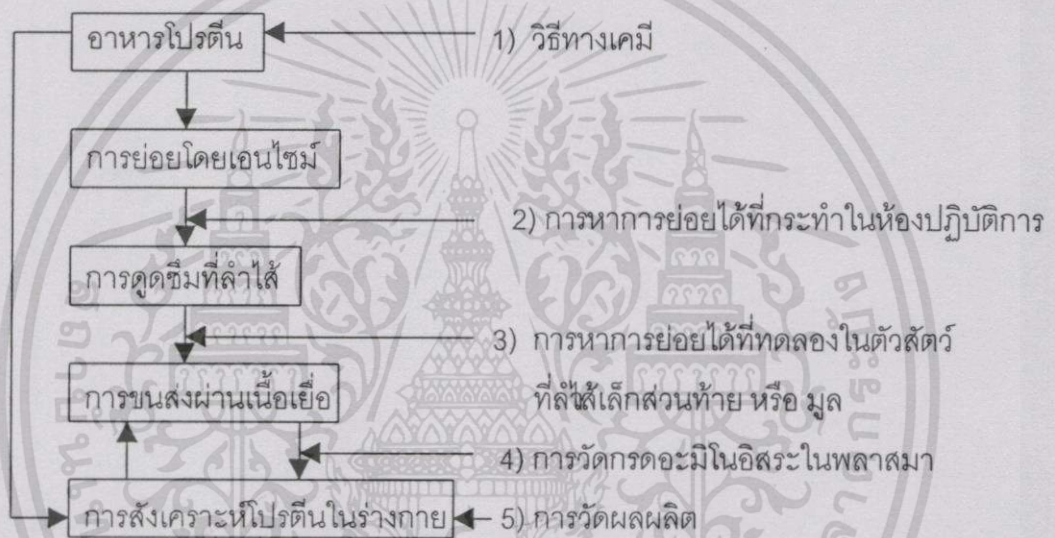 อาหารโปรตีน
1) วิธีทางเคมี
การย่อยโดยเอนไซม์
2) การหาการย่อยได้ที่กระทำในห้องปฏิบัติการ
การดูดซึมที่ลำไส้
3) การหาการย่อยได้ที่ทดลองในตัวสัตว์
การขนส่งผ่านเนื้อเยื่อ
ที่ลำไส้เล็กส่วนท้าย หรือ มูล
4) การวัดกรดอะมิโนอิสระในพลาสมา
การสังเคราะห์โปรตีนในร่างกาย
5) การวัดผลผลิต